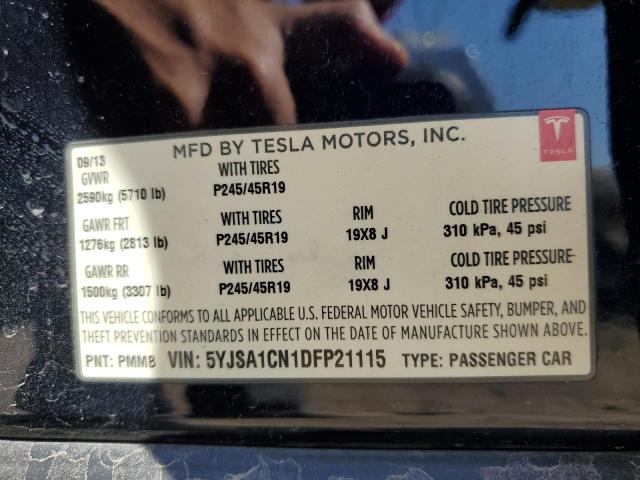 MFD BY TESLA MOTORS, INC.
TESLA
09/13
GVWR WITH TIRES
2590kg (5710 lb) P245/45R19
GAWR FRT WITH TIRES RIM COLD TIRE PRESSURE
1276kg (2813 lb) P245/45R19 19X8 J 310 kPa, 45 psi
GAWR RR WITH TIRES RIM COLD TIRE PRESSURE
1500kg (3307 lb) P245/45R19 19X8 J 310 kPa, 45 psi
THIS VEHICLE CONFORMS TO ALL APPLICABLE U.S. FEDERAL MOTOR VEHICLE SAFETY, BUMPER, AND
THEFT PREVENTION STANDARDS IN EFFECT ON THE DATE OF MANUFACTURE SHOWN ABOVE.
PNT: PMMB VIN: 5YJSA1CN1DFP21115 TYPE: PASSENGER CAR